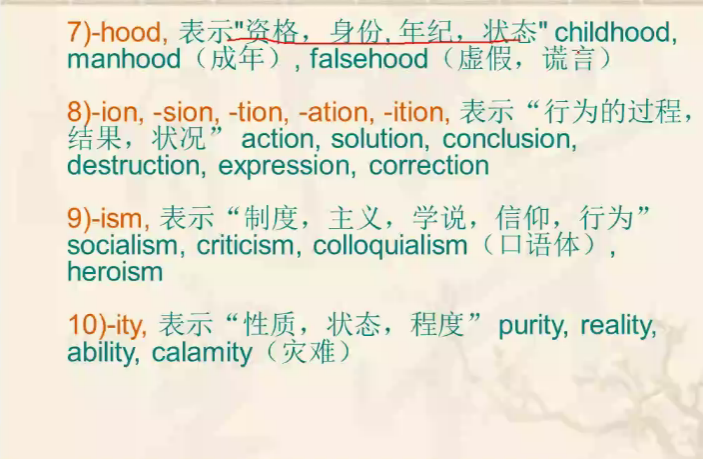 7)-hood, 表示"资格，身份, 年纪，状态" childhood,
manhood（成年）, falsehood（虚假，谎言）
8)-ion, -sion, -tion, -ation, -ition, 表示“行为的过程，
结果，状况” action, solution, conclusion,
destruction, expression, correction
9)-ism, 表示“制度，主义，学说，信仰，行为”
socialism, criticism, colloquialism（口语体）,
heroism
10)-ity, 表示“性质，状态，程度” purity, reality,
ability, calamity（灾难）